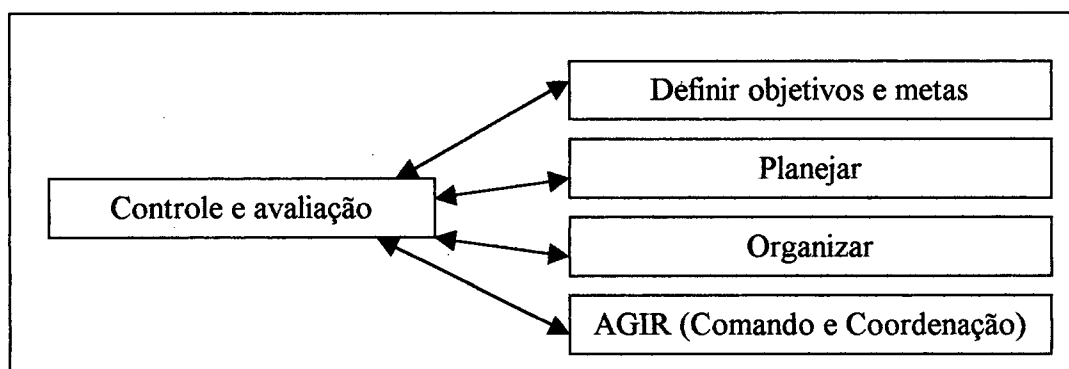 Definir objetivos e metas
Planejar
Controle e avaliação
Organizar
AGIR (Comando e Coordenação)